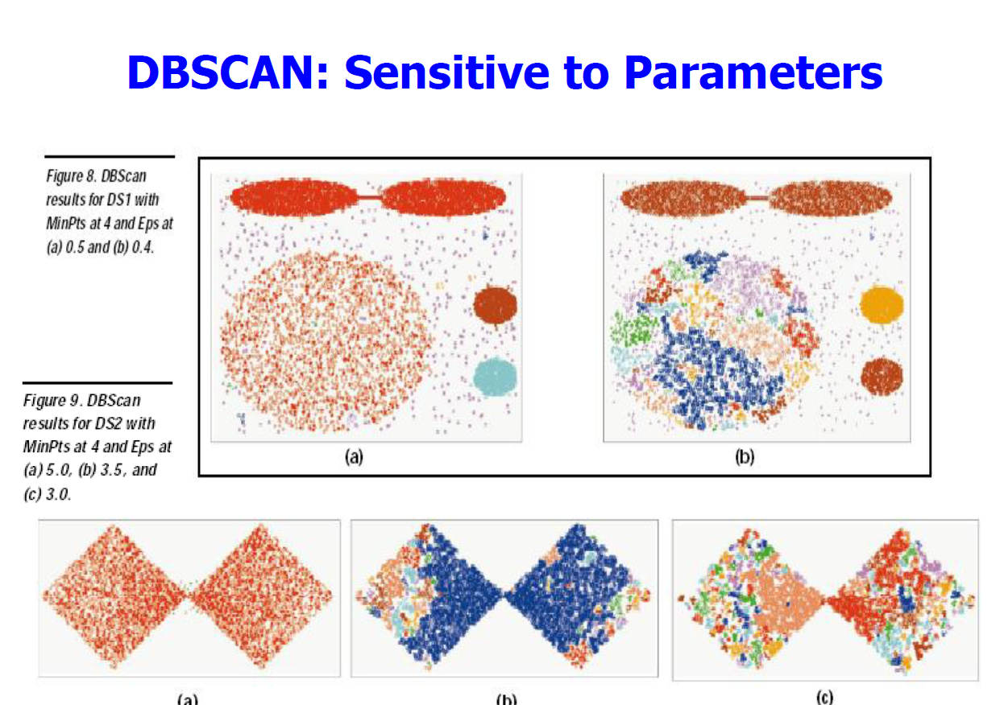 DBSCAN: Sensitive to Parameters
Figure 8. DBScan
results for DS1 with
MinPts at 4 and Eps at
(a) 0.5 and (b) 0.4.
(a)
(b)
Figure 9. DBScan
results for DS2 with
MinPts at 4 and Eps at
(a) 5.0, (b) 3.5, and
(c) 3.0.
(a)
(b)
(c)